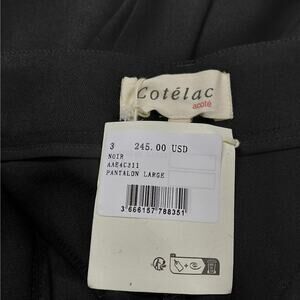 Cotélac
acoté
3 245.00 USD
NOIR
AAE4C311
PANTALON LARGE
3 666157 788351